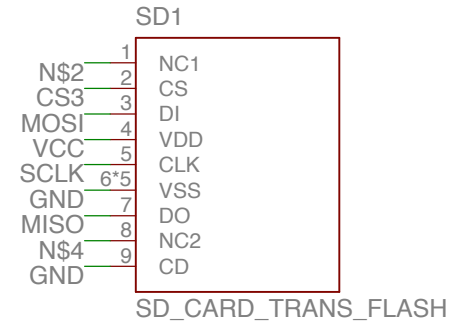 SD1
1 NC1
N$2 2 CS
CS3 3 DI
MOSI 4 VDD
VCC 5 CLK
SCLK 6*5 VSS
GND 7 DO
MISO 8 NC2
N$4 9 CD
GND
SD_CARD_TRANS_FLASH